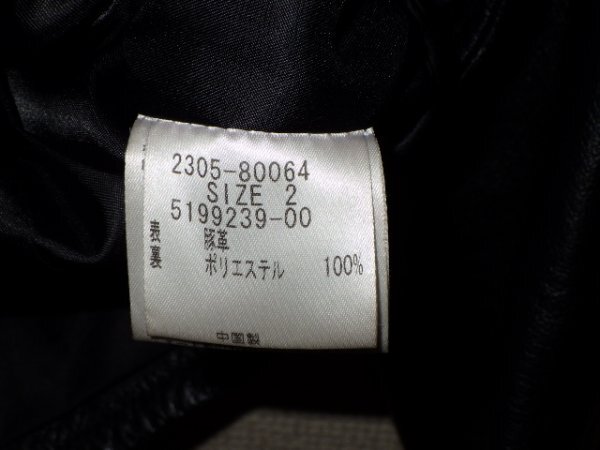 2305-80064
SIZE 2
5199239-00
表 豚革
裏 ポリエステル 100%
中国製